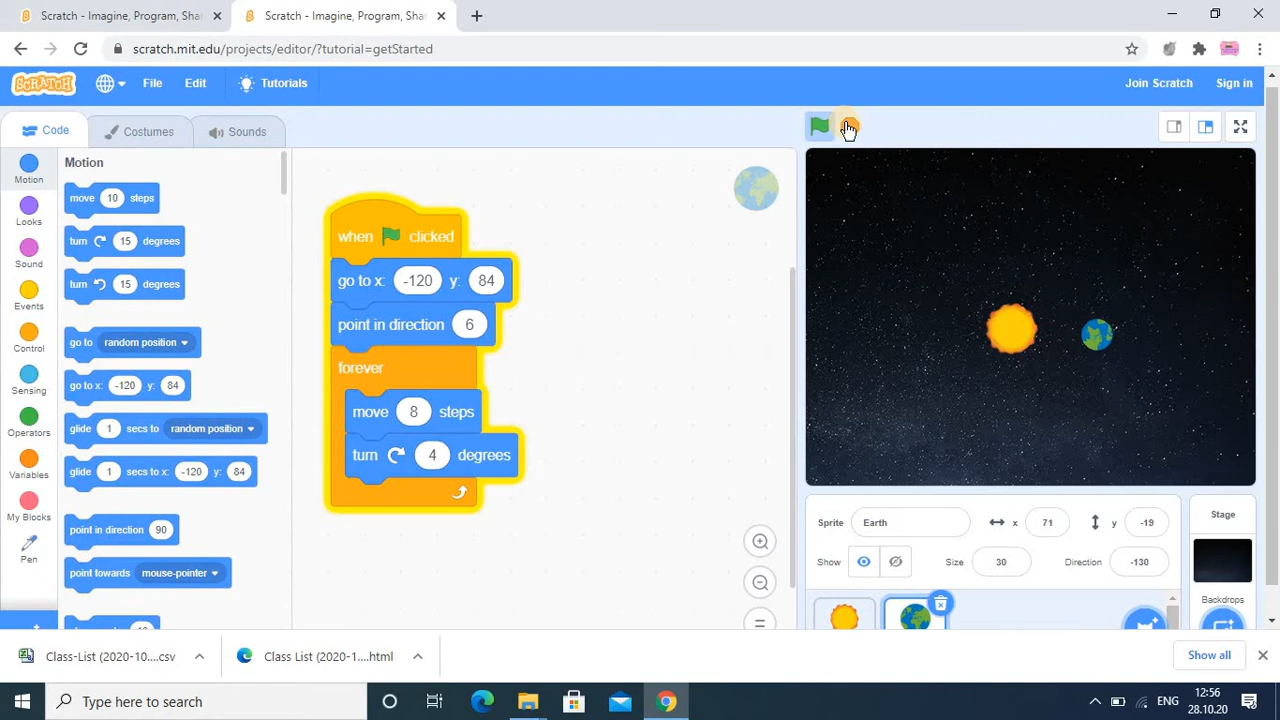 Scratch - Imagine, Program, Shar
Scratch - Imagine, Program, Shar
scratch.mit.edu/projects/editor/?tutorial=getStarted
SCRATCH
File
Edit
Tutorials
Join Scratch
Sign in
Code
Costumes
Sounds
Motion
Looks
Sound
Events
Control
Sensing
Operators
Variables
My Blocks
Pen
Motion
move 10 steps
turn 15 degrees
turn 15 degrees
go to random position
go to x: -120 y: 84
glide 1 secs to random position
glide 1 secs to x: -120 y: 84
point in direction 90
point towards mouse-pointer
when clicked
go to x: -120 y: 84
point in direction 6
forever
move 8 steps
turn 4 degrees
Sprite Earth x 71 y -19
Show Size 30 Direction -130
Stage
Backdrops
Class-List (2020-10....csv
Class List (2020-1....html
Show all
Type here to search
ENG
12:56
28.10.20